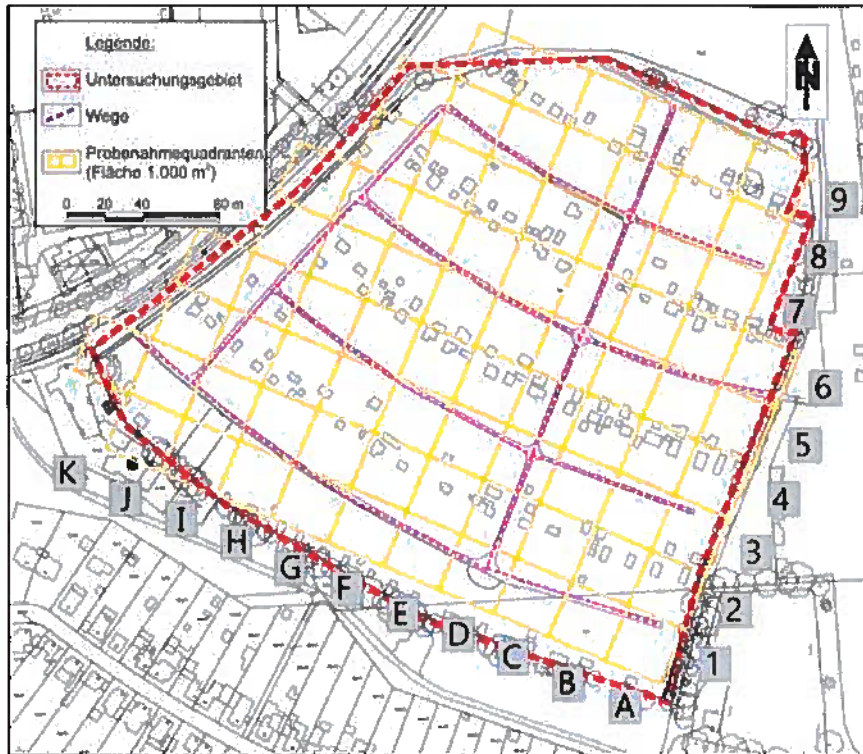 Legende:
Untersuchungsgebiet
Wege
Probenahmequadranten
(Fläche 1.000 m²)
0 20 40 80 m
N
9
8
7
6
5
4
3
2
1
K
J
I
H
G
F
E
D
C
B
A